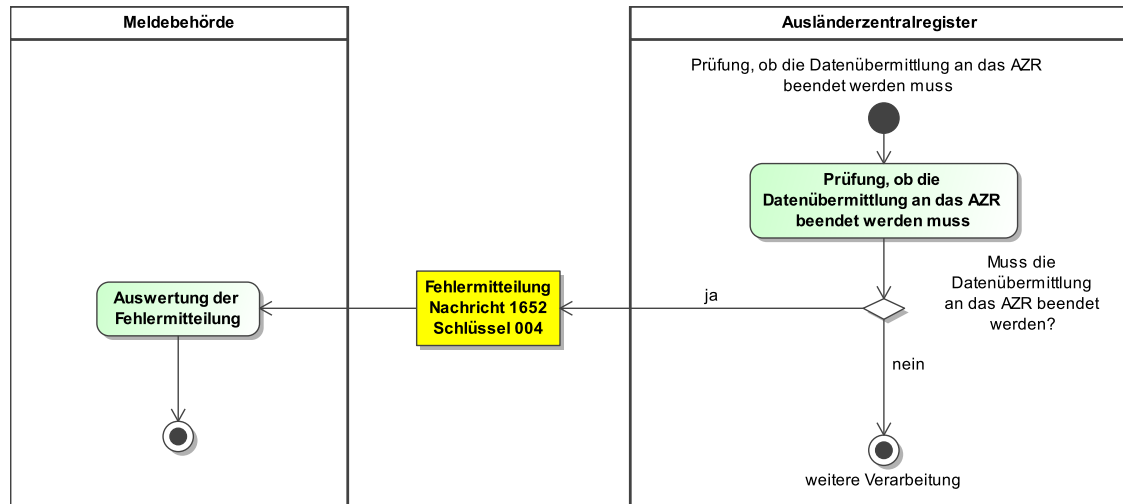 Meldebehörde
Ausländerzentralregister
Prüfung, ob die Datenübermittlung an das AZR
beendet werden muss
Prüfung, ob die
Datenübermittlung an das AZR
beendet werden muss
Muss die
Datenübermittlung
an das AZR beendet
werden?
ja
Fehlermitteilung
Nachricht 1652
Schlüssel 004
Auswertung der
Fehlermitteilung
nein
weitere Verarbeitung